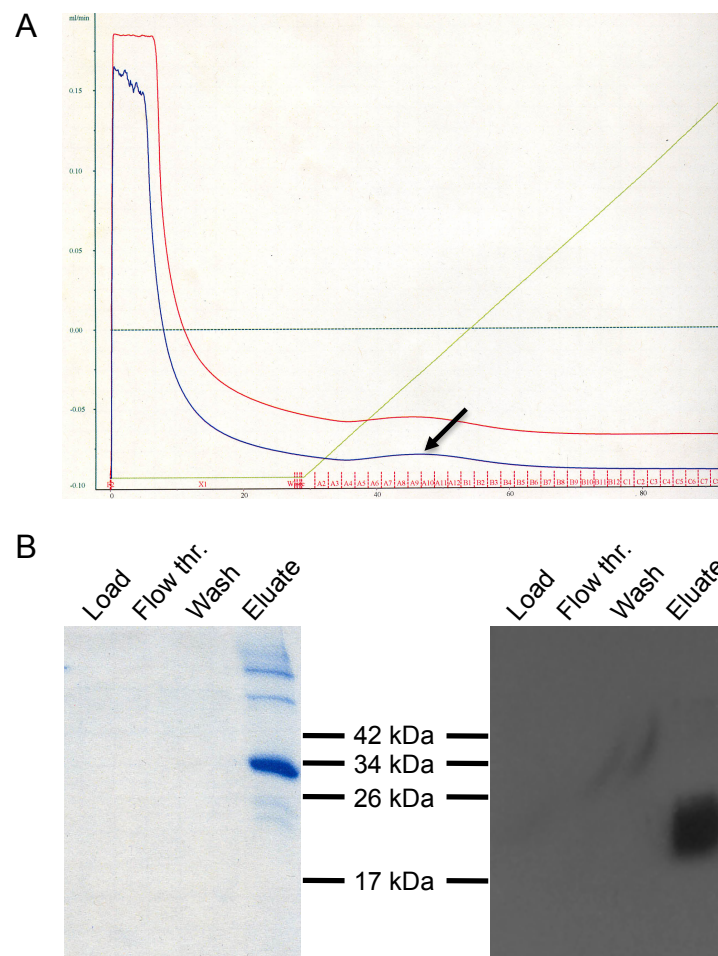 A
ml/min
0.15
0.10
0.05
0.00
-0.05
-0.10
X1 A2 A3 A4 A5 A6 A7 A8 A9 A10 A11 A12 B1 B2 B3 B4 B5 B6 B7 B8 B9 B10 B11 B12 C1 C2 C3 C4 C5 C6 C7
0 20 40 60 80
B
Load Flow thr. Wash Eluate
Load Flow thr. Wash Eluate
42 kDa
34 kDa
26 kDa
17 kDa